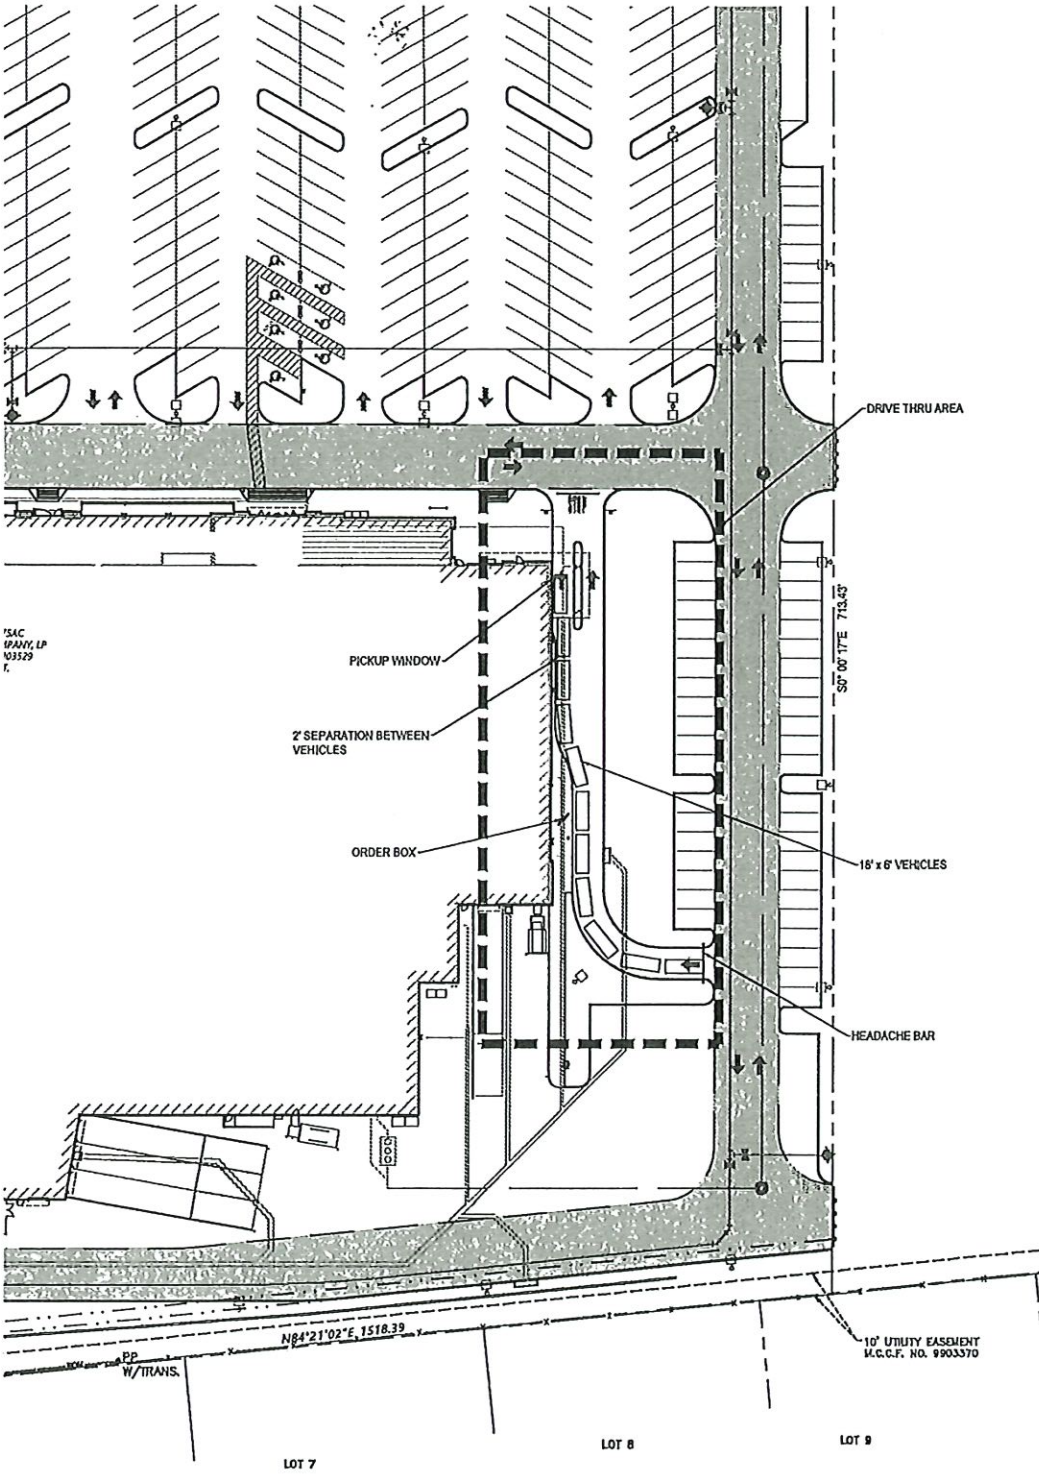 DRIVE THRU AREA
S0° 00' 17"E 713.43'
PICKUP WINDOW
2' SEPARATION BETWEEN
VEHICLES
ORDER BOX
18' x 6' VEHICLES
HEADACHE BAR
N84°21'02"E, 1518.39
PP
W/TRANS.
10' UTILITY EASEMENT
M.C.C.F. NO. 9903370
LOT 7
LOT 8
LOT 9